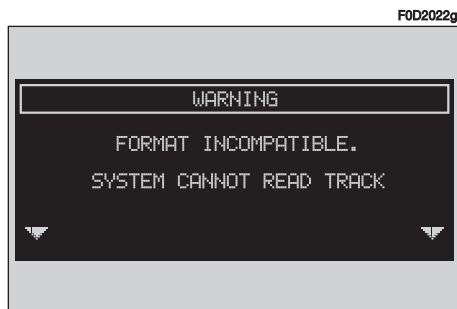 F0D2022g
WARNING
FORMAT INCOMPATIBLE.
SYSTEM CANNOT READ TRACK